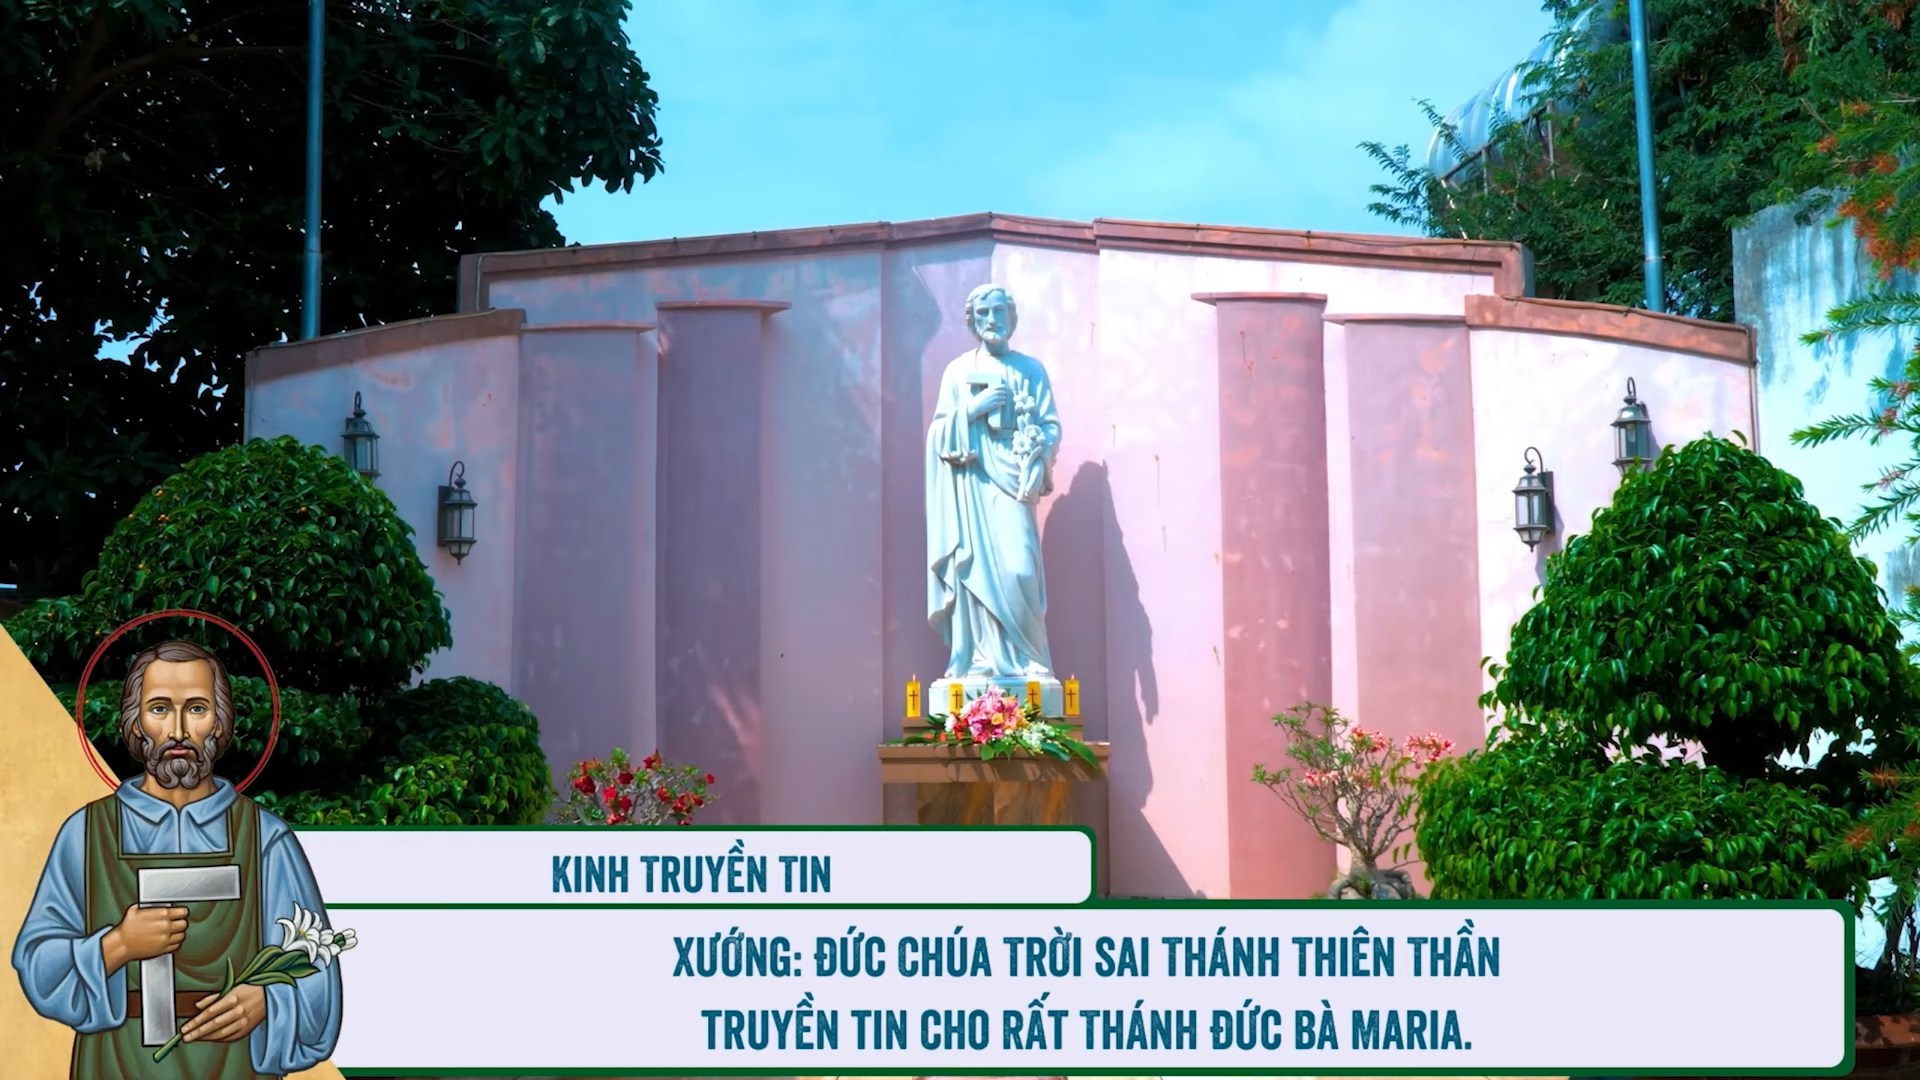 KINH TRUYỀN TIN
XƯỚNG: ĐỨC CHÚA TRỜI SAI THÁNH THIÊN THẦN
TRUYỀN TIN CHO RẤT THÁNH ĐỨC BÀ MARIA.